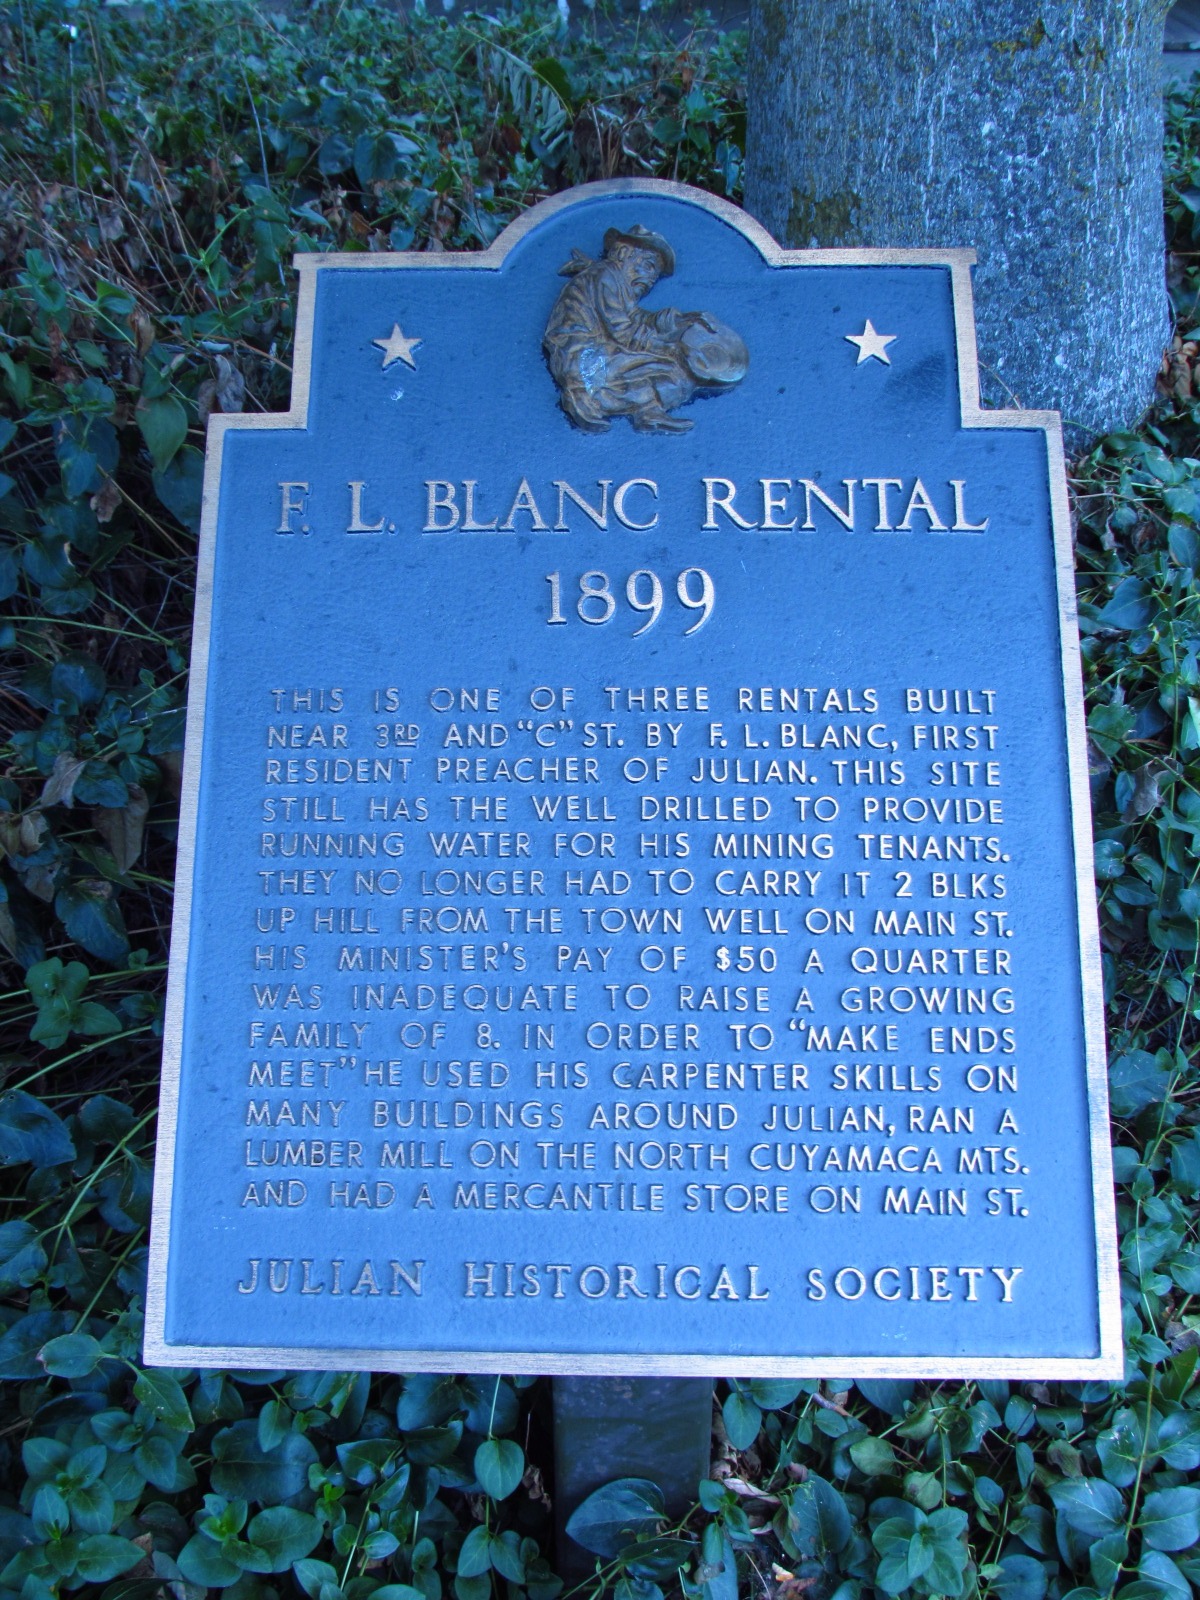 F. L. BLANC RENTAL
1899
THIS IS ONE OF THREE RENTALS BUILT
NEAR 3RD AND "C" ST. BY F. L. BLANC, FIRST
RESIDENT PREACHER OF JULIAN. THIS SITE
STILL HAS THE WELL DRILLED TO PROVIDE
RUNNING WATER FOR HIS MINING TENANTS.
THEY NO LONGER HAD TO CARRY IT 2 BLKS
UP HILL FROM THE TOWN WELL ON MAIN ST.
HIS MINISTER'S PAY OF $50 A QUARTER
WAS INADEQUATE TO RAISE A GROWING
FAMILY OF 8. IN ORDER TO "MAKE ENDS
MEET" HE USED HIS CARPENTER SKILLS ON
MANY BUILDINGS AROUND JULIAN, RAN A
LUMBER MILL ON THE NORTH CUYAMACA MTS.
AND HAD A MERCANTILE STORE ON MAIN ST.
JULIAN HISTORICAL SOCIETY